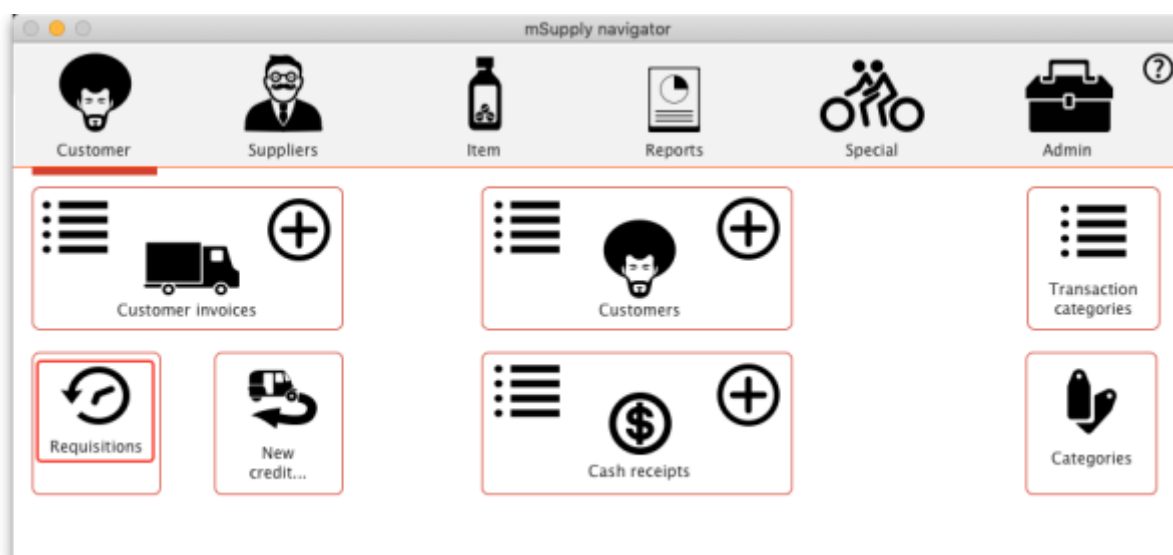 mSupply navigator
?
Customer
Suppliers
Item
Reports
Special
Admin
Customer invoices
Customers
Transaction
categories
Requisitions
New
credit...
$
Cash receipts
Categories